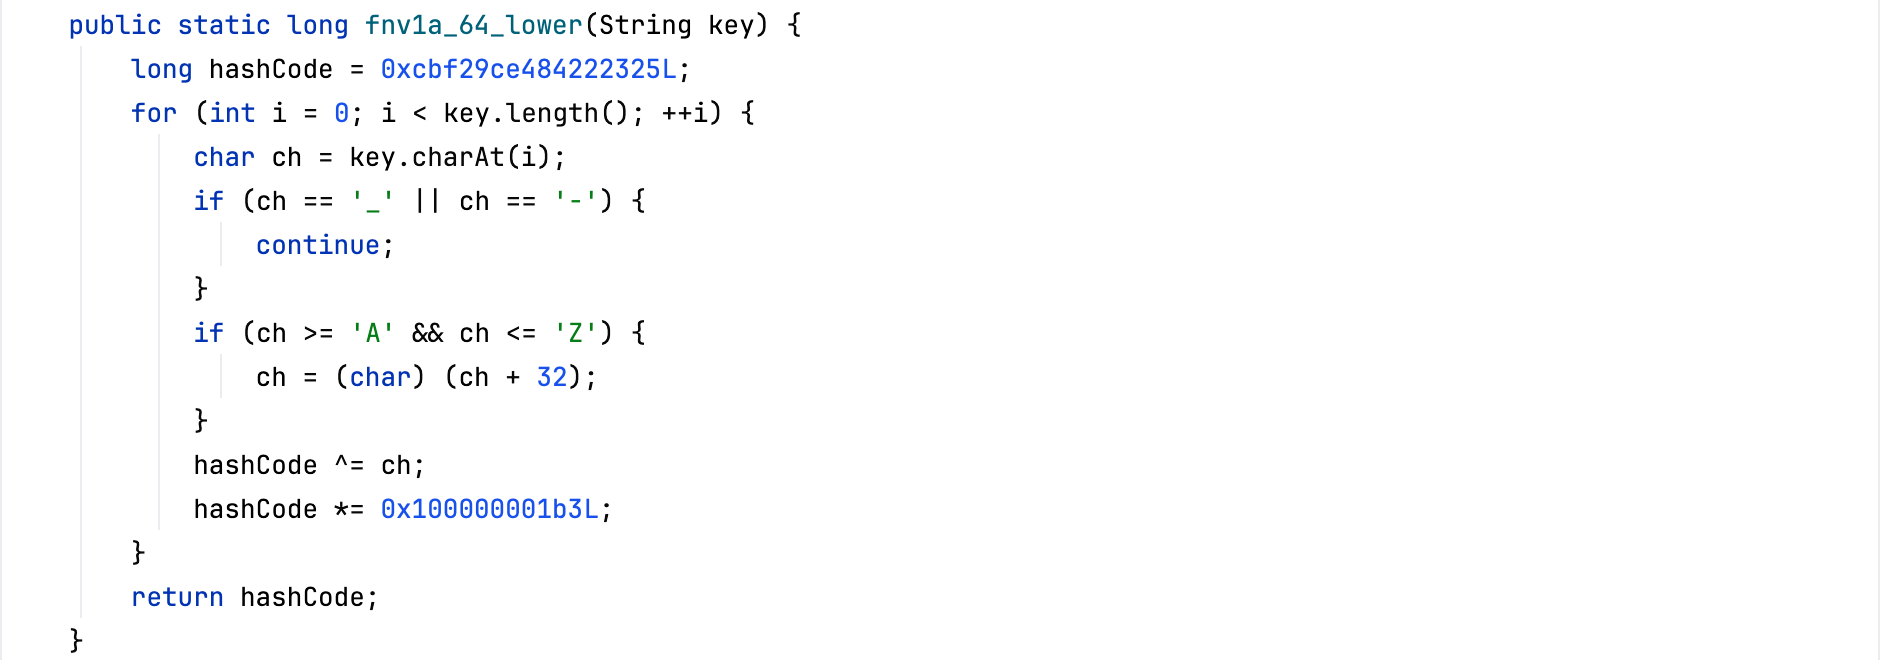 public static long fnv1a_64_lower(String key) {
    long hashCode = 0xcbf29ce484222325L;
    for (int i = 0; i < key.length(); ++i) {
        char ch = key.charAt(i);
        if (ch == '_' || ch == '-') {
            continue;
        }
        if (ch >= 'A' && ch <= 'Z') {
            ch = (char) (ch + 32);
        }
        hashCode ^= ch;
        hashCode *= 0x100000001b3L;
    }
    return hashCode;
}